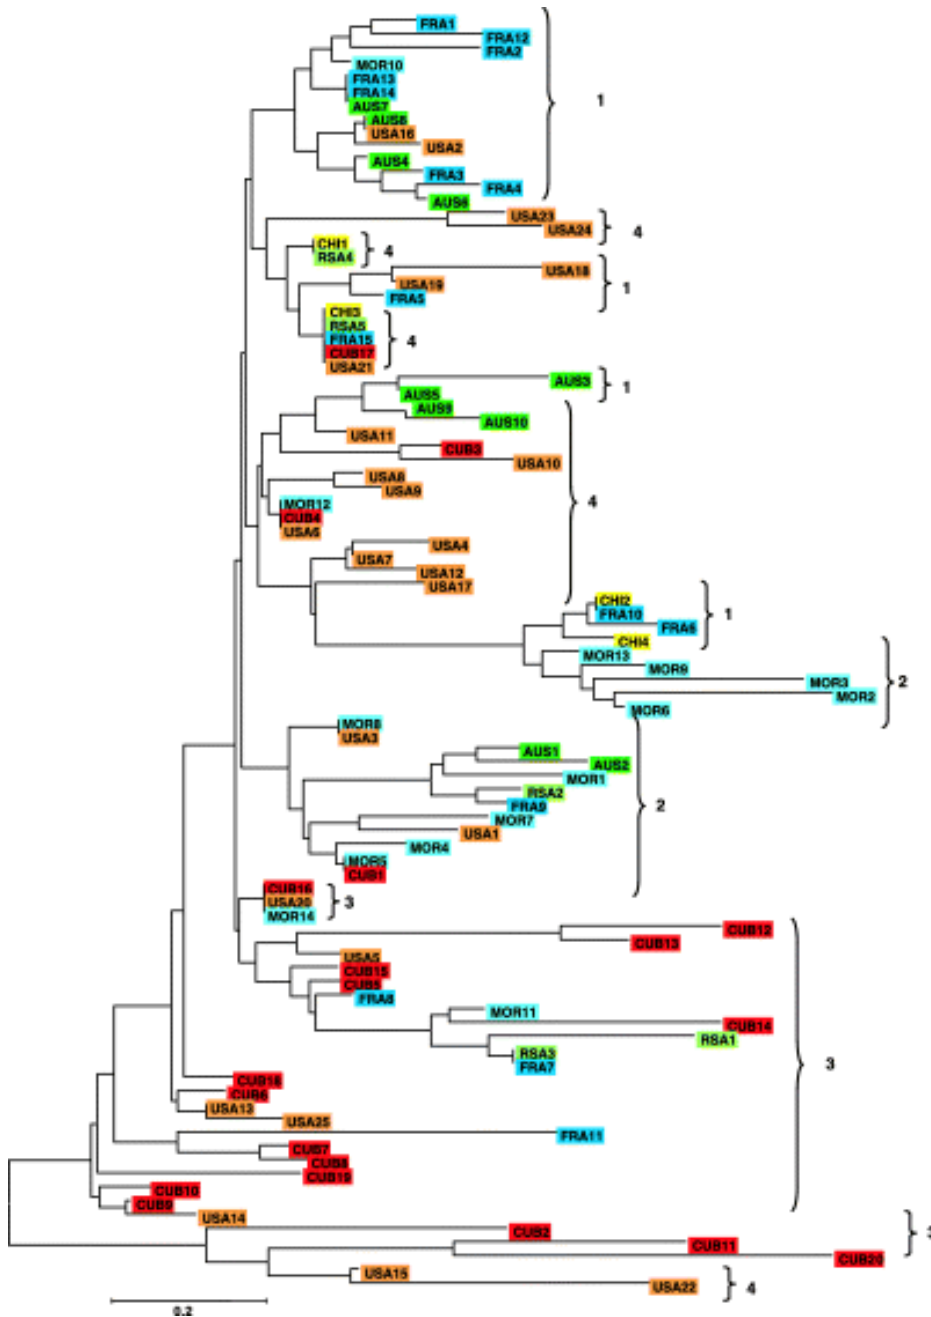 FRA1
FRA12
FRA2
MOR10
FRA13
FRA14
AUS7
AUS8
USA16
USA2
AUS4
FRA3
FRA4
AUS6
1
USA23
USA24
4
CHI1
RSA4
4
USA18
USA19
FRA5
1
CHI3
RSA5
FRA15
CUB17
USA21
4
AUS3
1
AUS5
AUS9
AUS10
USA11
CUB3
USA10
USA8
USA9
MOR12
CUB4
USA6
4
USA4
USA7
USA12
USA17
CHI2
FRA10
FRA6
CHI4
1
MOR13
MOR9
MOR3
MOR2
MOR6
2
MOR8
USA3
AUS1
AUS2
MOR1
RSA2
FRA9
MOR7
USA1
MOR4
MOR5
CUB1
2
CUB16
USA20
MOR14
3
CUB12
CUB13
USA5
CUB15
CUB5
FRA8
MOR11
CUB14
RSA1
RSA3
FRA7
3
CUB18
CUB6
USA13
USA25
FRA11
CUB7
CUB8
CUB19
CUB10
CUB9
USA14
CUB2
CUB11
CUB20
3
USA15
USA22
4
0.2